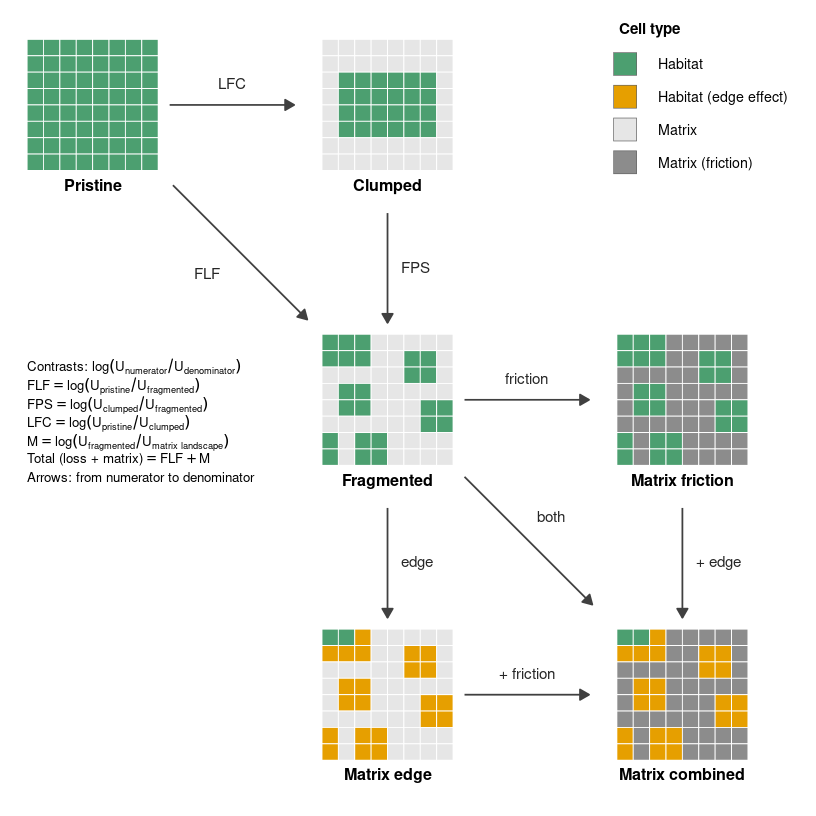 Cell type
Habitat
Habitat (edge effect)
Matrix
Matrix (friction)
LFC
Pristine
Clumped
FLF
FPS
Contrasts: log(Unumerator/Udenominator)
FLF = log(Upristine/Ufragmented)
FPS = log(Uclumped/Ufragmented)
LFC = log(Upristine/Uclumped)
M = log(Ufragmented/Umatrix landscape)
Total (loss + matrix) = FLF + M
Arrows: from numerator to denominator
friction
Fragmented
Matrix friction
both
edge
+ edge
+ friction
Matrix edge
Matrix combined